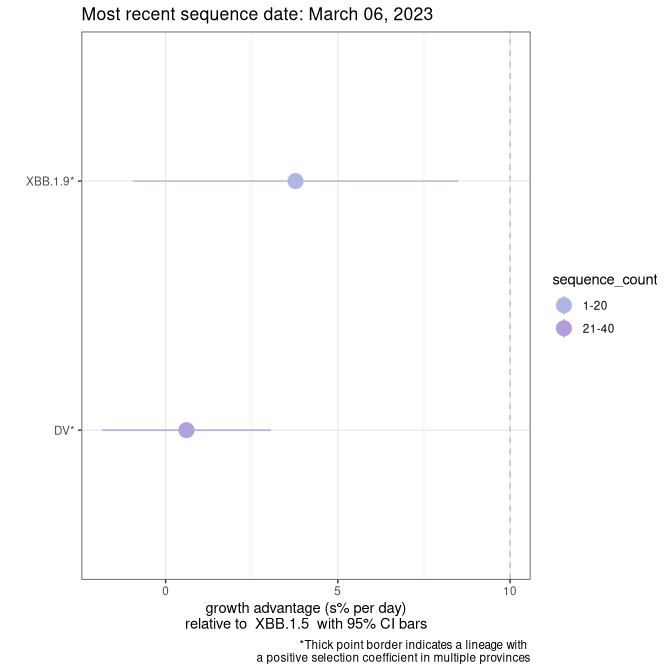 Most recent sequence date: March 06, 2023
XBB.1.9*
DV*
sequence_count
1-20
21-40
0 5 10
growth advantage (s% per day)
relative to  XBB.1.5  with 95% CI bars
*Thick point border indicates a lineage with
a positive selection coefficient in multiple provinces